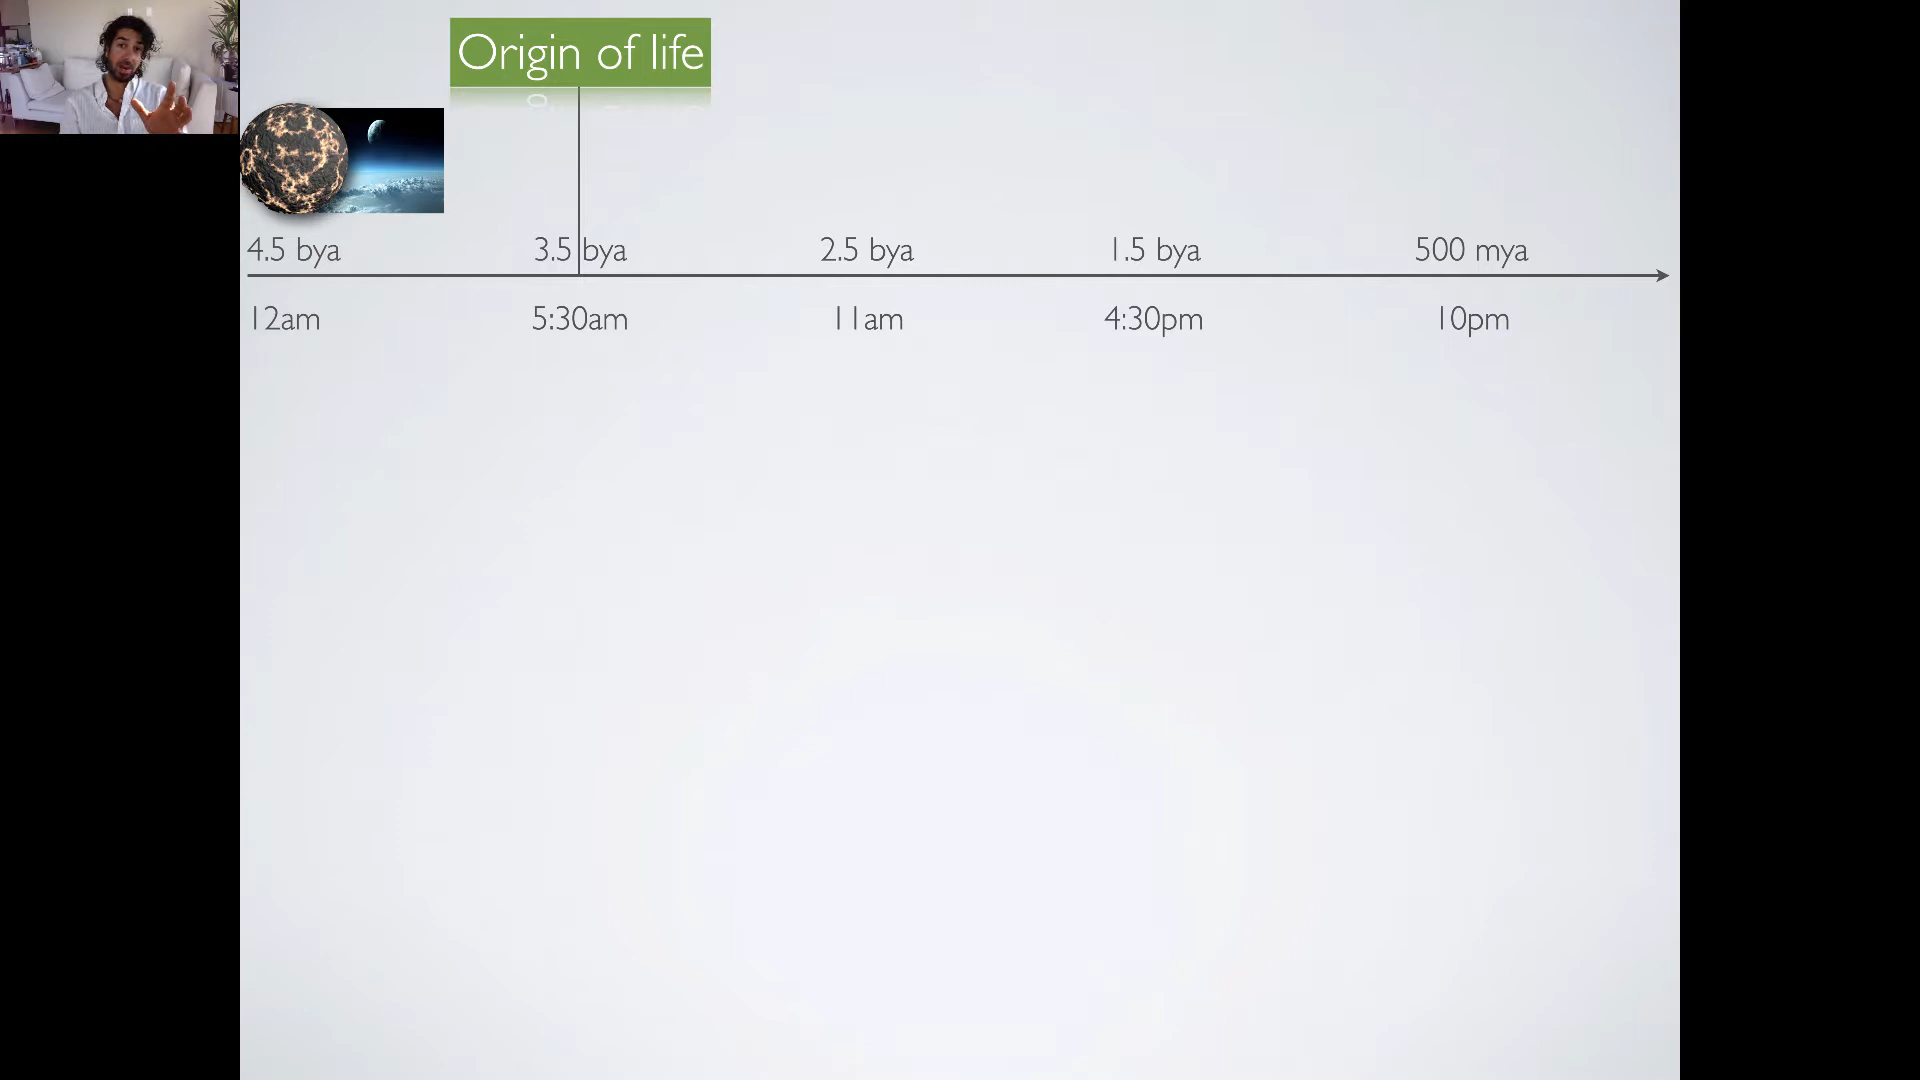 Origin of life
4.5 bya
3.5 bya
2.5 bya
1.5 bya
500 mya
12am
5:30am
11am
4:30pm
10pm